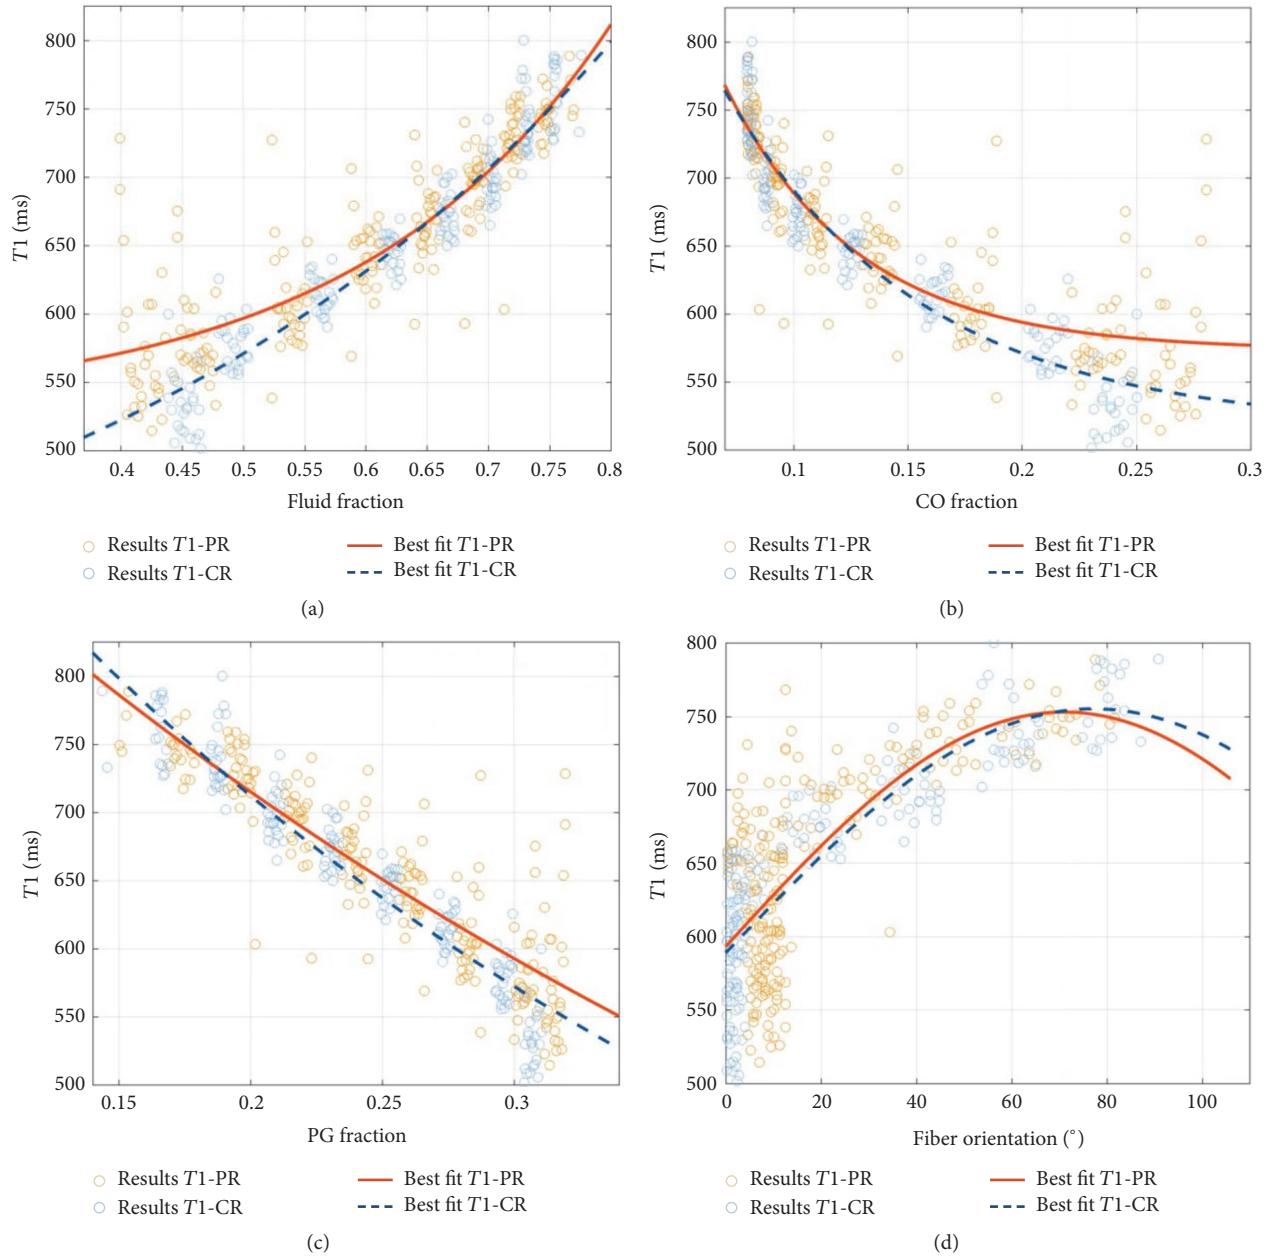 800
750
700
650
600
550
500
T1 (ms)
0.4 0.45 0.5 0.55 0.6 0.65 0.7 0.75 0.8
Fluid fraction
Results T1-PR Best fit T1-PR
Results T1-CR Best fit T1-CR
(a)
800
750
700
650
600
550
500
T1 (ms)
0.1 0.15 0.2 0.25 0.3
CO fraction
Results T1-PR Best fit T1-PR
Results T1-CR Best fit T1-CR
(b)
800
750
700
650
600
550
500
T1 (ms)
0.15 0.2 0.25 0.3
PG fraction
Results T1-PR Best fit T1-PR
Results T1-CR Best fit T1-CR
(c)
800
750
700
650
600
550
500
T1 (ms)
0 20 40 60 80 100
Fiber orientation (°)
Results T1-PR Best fit T1-PR
Results T1-CR Best fit T1-CR
(d)